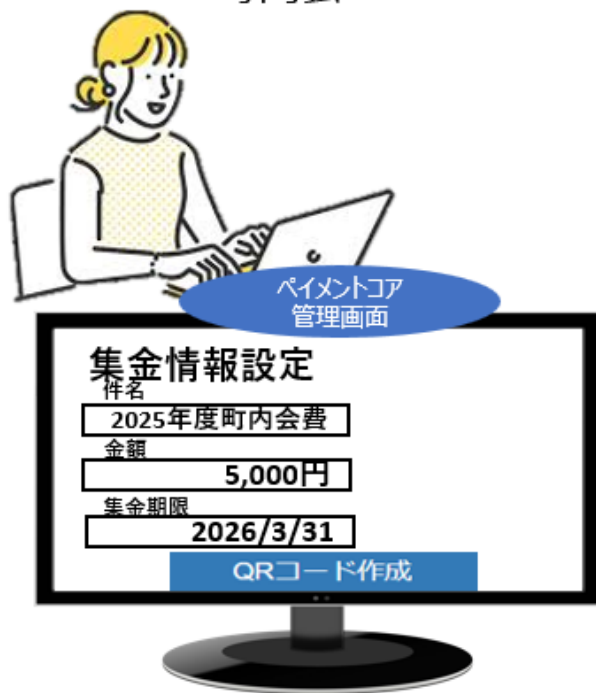 ペイメントコア
管理画面
集金情報設定
件名
2025年度町内会費
金額
5,000円
集金期限
2026/3/31
QRコード作成